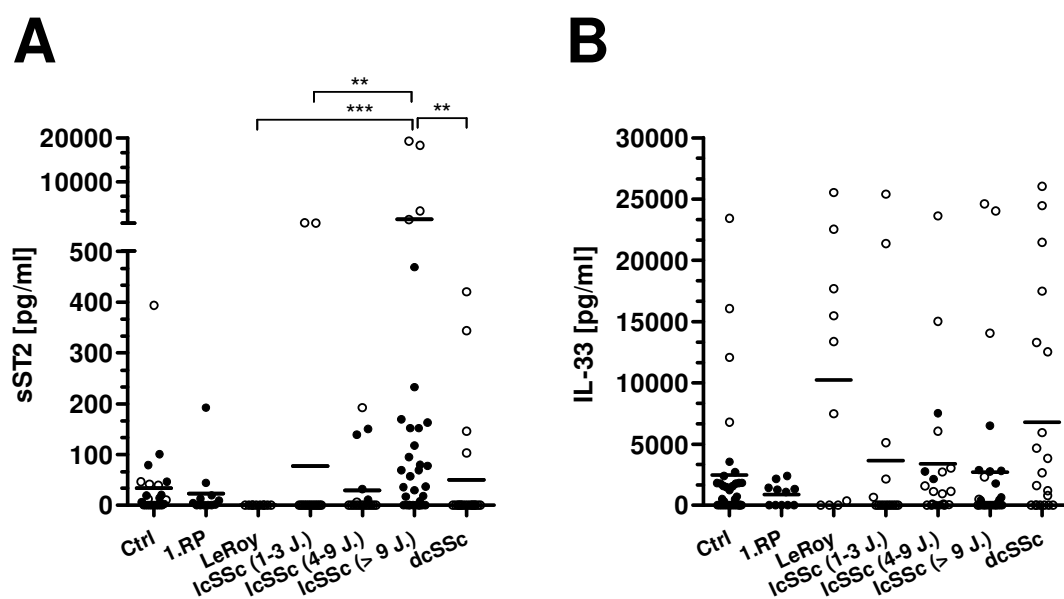 A
B
**
***
**
20000
10000
500
400
300
200
100
0
sST2 [pg/ml]
Ctrl
1.RP
LeRoy
lcSSc (1-3 J.)
lcSSc (4-9 J.)
lcSSc (> 9 J.)
dcSSc
30000
25000
20000
15000
10000
5000
0
IL-33 [pg/ml]
Ctrl
1.RP
LeRoy
lcSSc (1-3 J.)
lcSSc (4-9 J.)
lcSSc (> 9 J.)
dcSSc